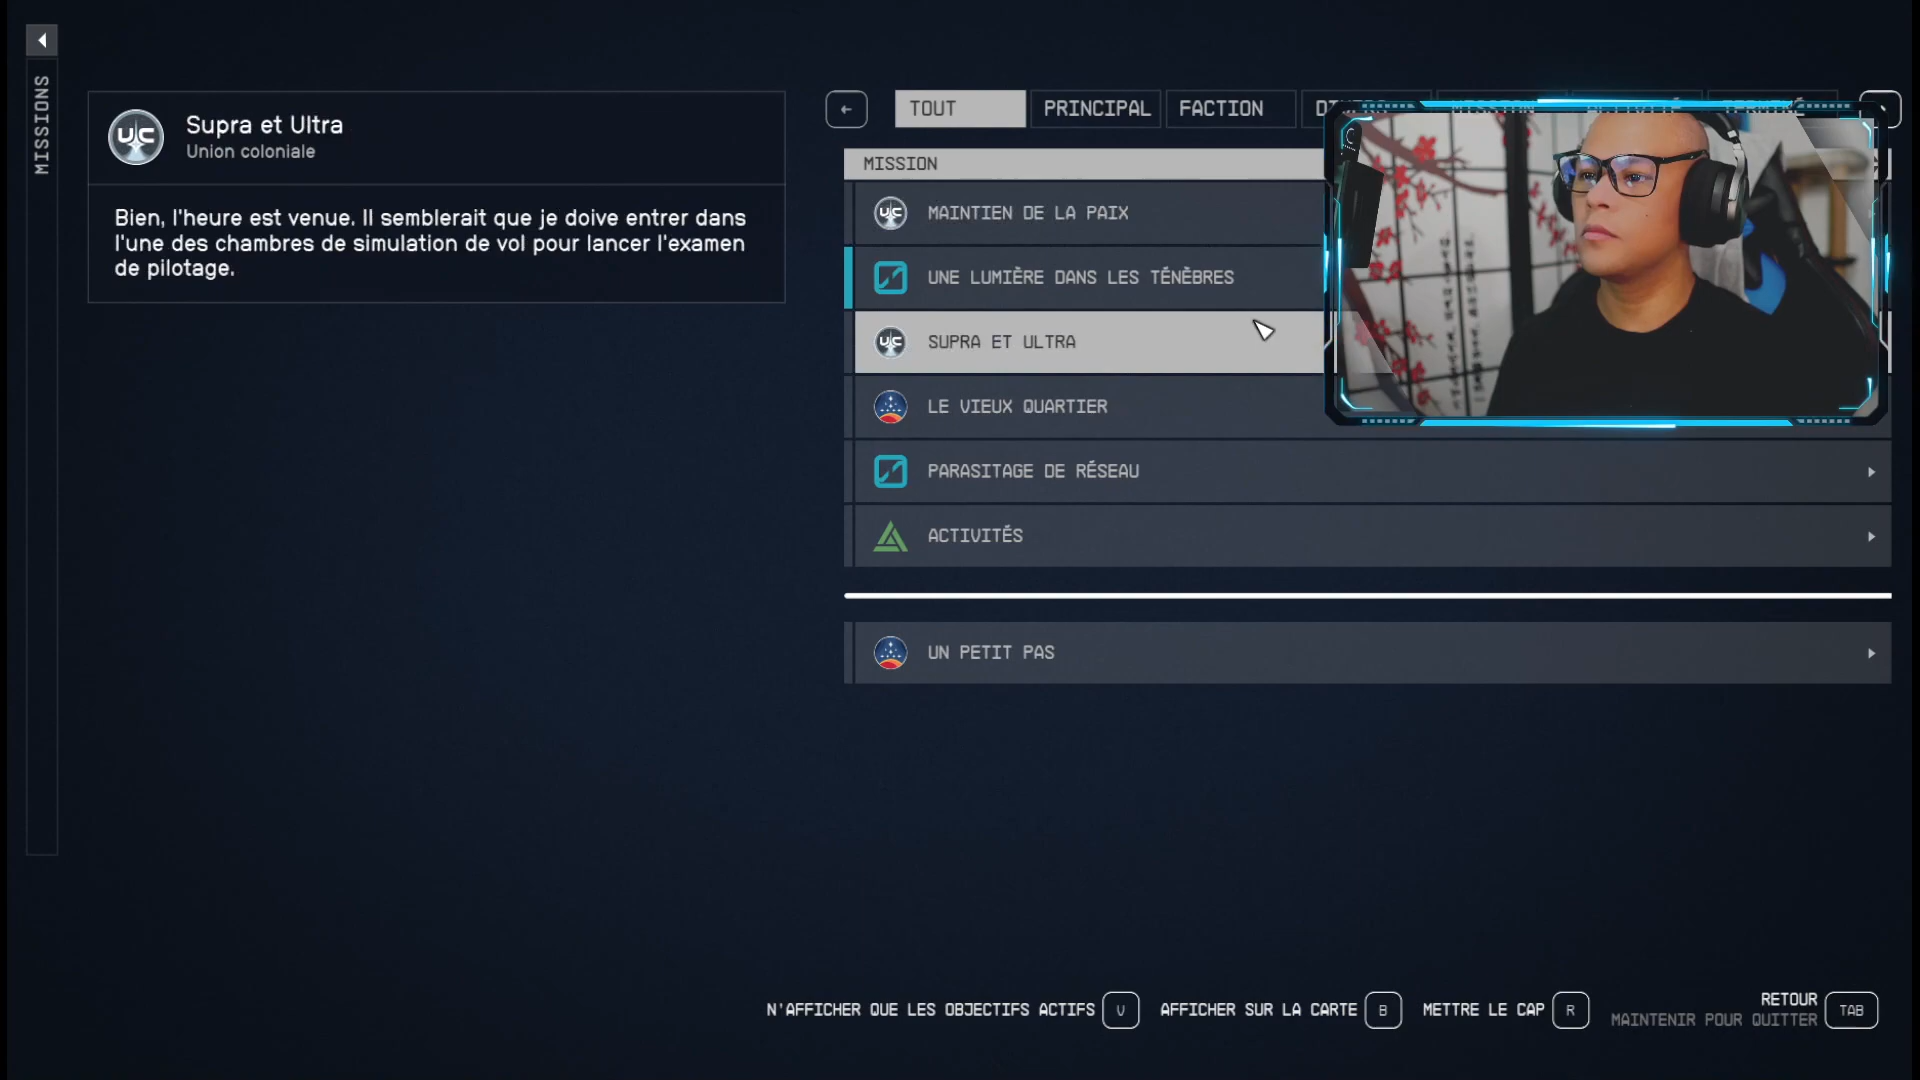 MISSIONS
Supra et Ultra
Union coloniale
Bien, l'heure est venue. Il semblerait que je doive entrer dans
l'une des chambres de simulation de vol pour lancer l'examen
de pilotage.
TOUT PRINCIPAL FACTION
MISSION
MAINTIEN DE LA PAIX
UNE LUMIÈRE DANS LES TÉNÈBRES
SUPRA ET ULTRA
LE VIEUX QUARTIER
PARASITAGE DE RÉSEAU
ACTIVITÉS
UN PETIT PAS
N'AFFICHER QUE LES OBJECTIFS ACTIFS V AFFICHER SUR LA CARTE B METTRE LE CAP R RETOUR TAB
MAINTENIR POUR QUITTER